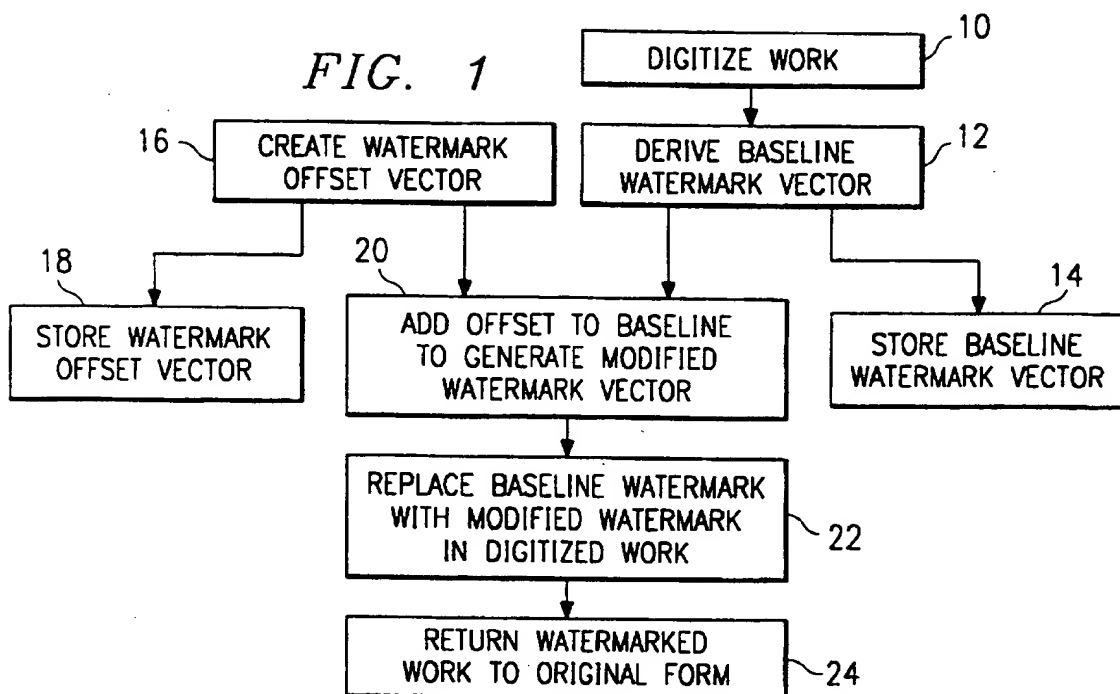 FIG. 1
10
DIGITIZE WORK
16
CREATE WATERMARK
OFFSET VECTOR
DERIVE BASELINE
WATERMARK VECTOR
12
18
STORE WATERMARK
OFFSET VECTOR
20
ADD OFFSET TO BASELINE
TO GENERATE MODIFIED
WATERMARK VECTOR
14
STORE BASELINE
WATERMARK VECTOR
REPLACE BASELINE WATERMARK
WITH MODIFIED WATERMARK
IN DIGITIZED WORK
22
RETURN WATERMARKED
WORK TO ORIGINAL FORM
24